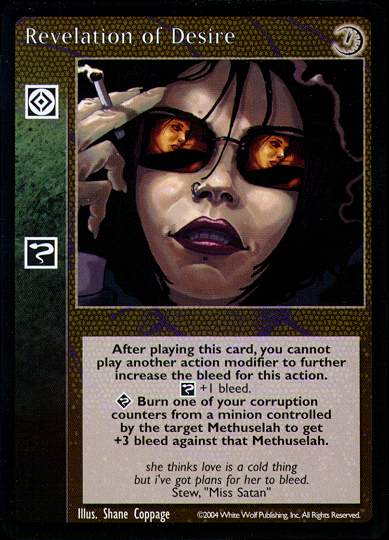 Revelation of Desire
After playing this card, you cannot
play another action modifier to further
increase the bleed for this action.
+1 bleed.
Burn one of your corruption
counters from a minion controlled
by the target Methuselah to get
+3 bleed against that Methuselah.
she thinks love is a cold thing
but i've got plans for her to bleed.
Stew, "Miss Satan"
Illus. Shane Coppage ©2004 White Wolf Publishing, Inc. All Rights Reserved.